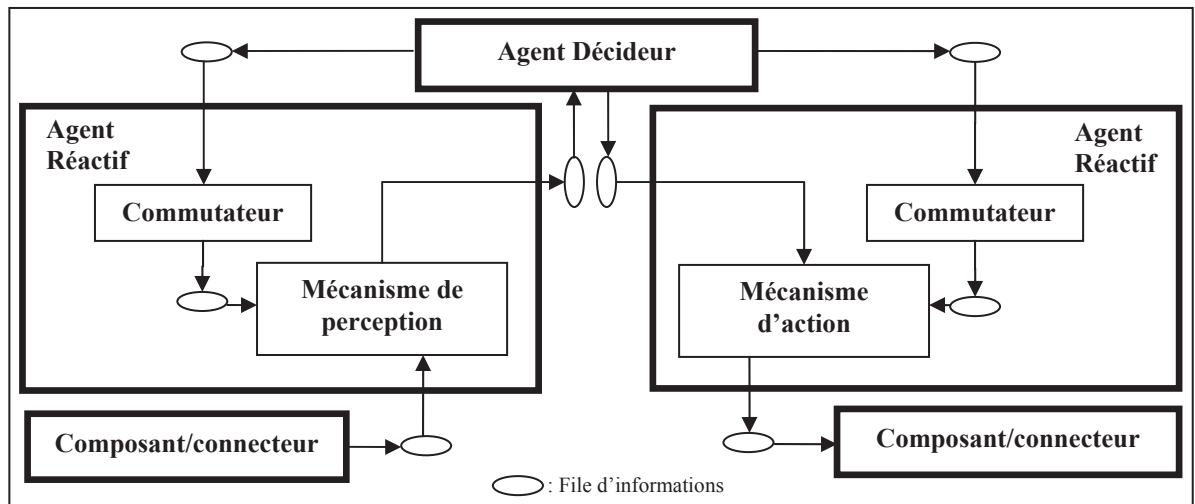 Agent Décideur
Agent
Réactif
Commutateur
Mécanisme de
perception
Composant/connecteur
Agent
Réactif
Commutateur
Mécanisme
d’action
Composant/connecteur
: File d’informations